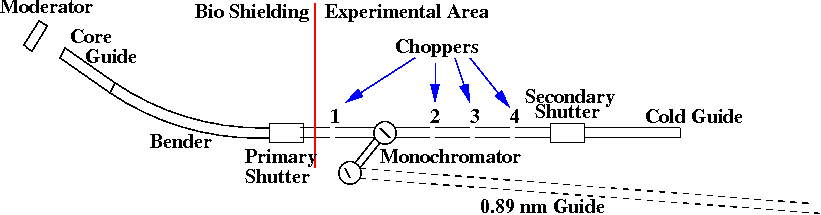 Moderator
Bio Shielding
Experimental Area
Core
Guide
Choppers
1
2
3
4
Secondary
Shutter
Cold Guide
Bender
Primary
Shutter
Monochromator
0.89 nm Guide